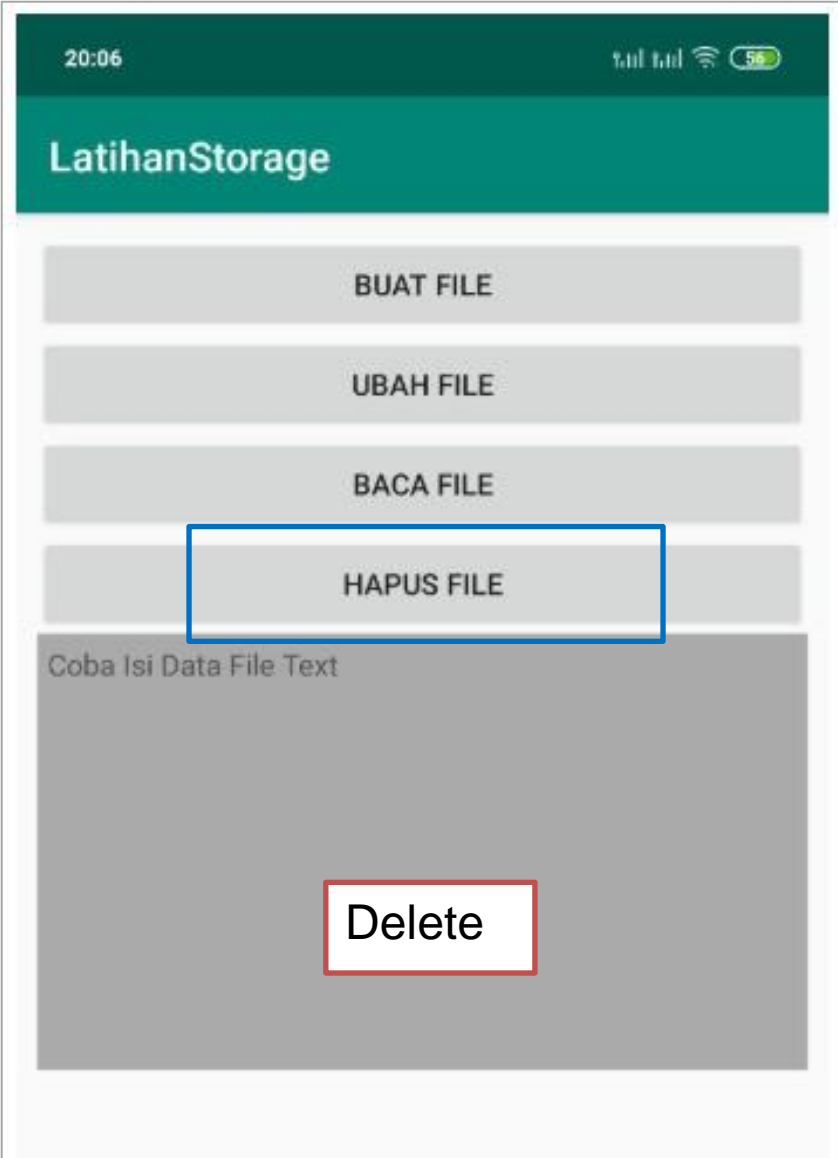 20:06
56
LatihanStorage
BUAT FILE
UBAH FILE
BACA FILE
HAPUS FILE
Coba Isi Data File Text
Delete